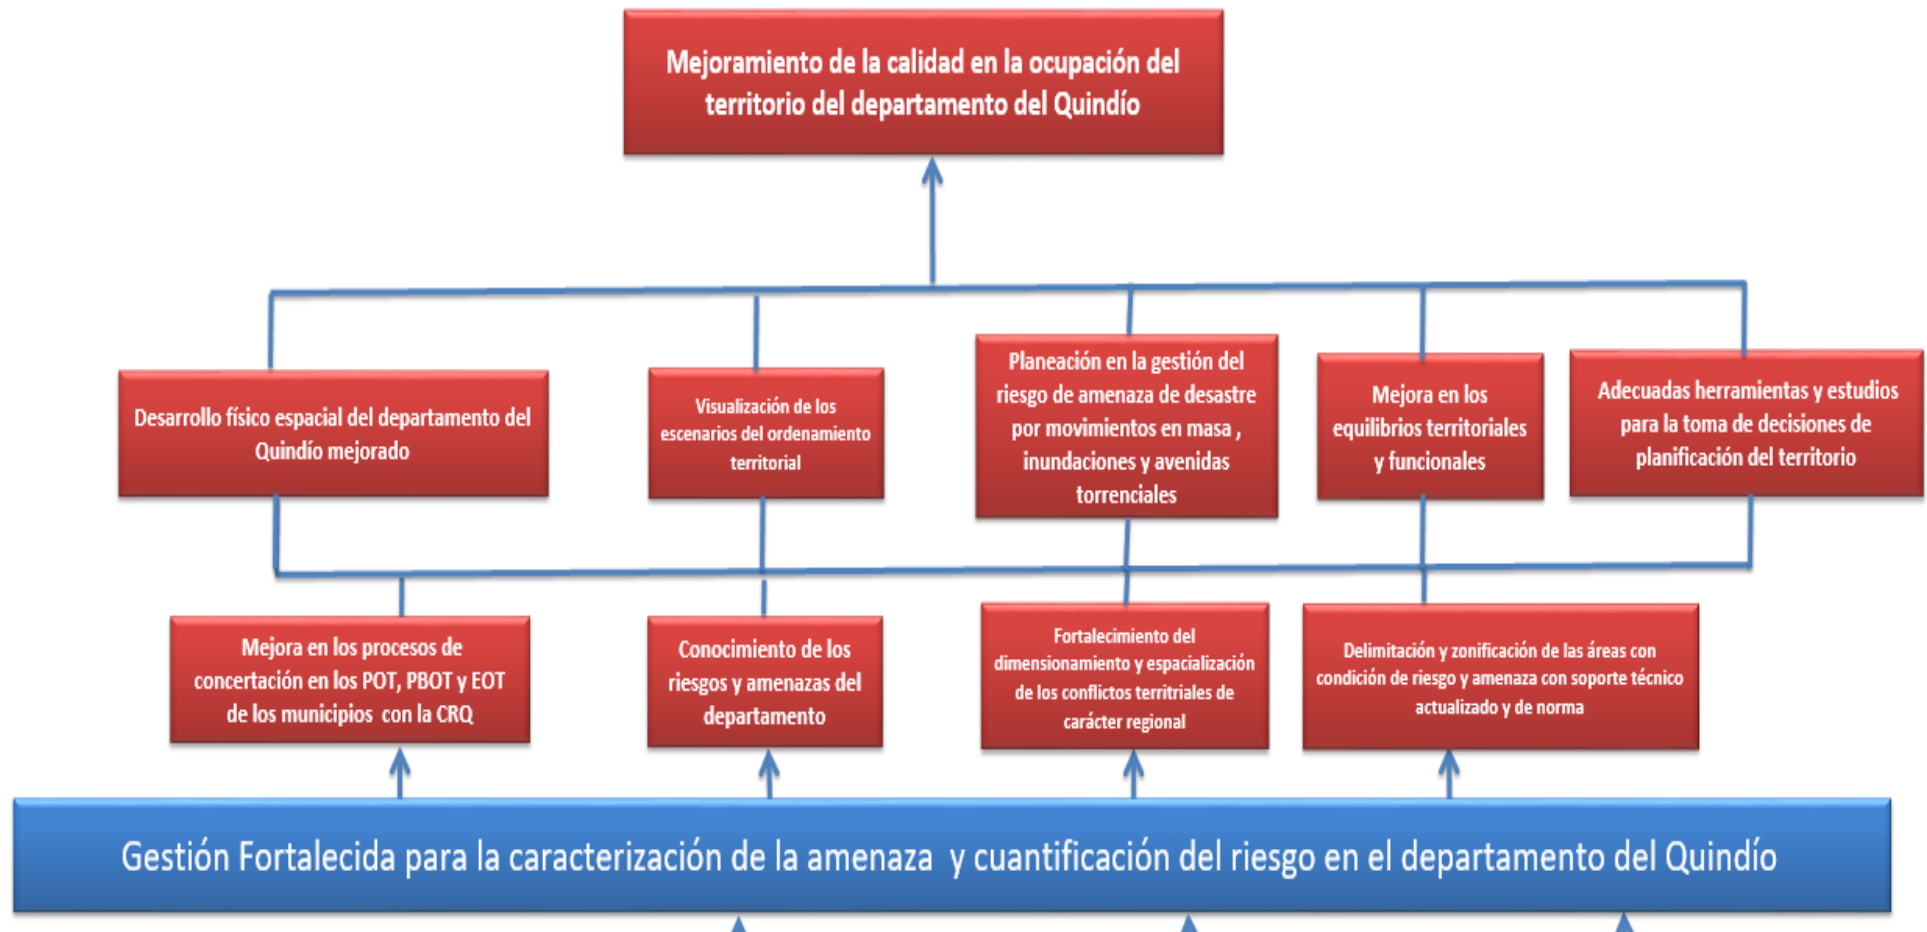 Mejoramiento de la calidad en la ocupación del
territorio del departamento del Quindío
Desarrollo físico espacial del departamento del
Quindío mejorado
Visualización de los
escenarios del ordenamiento
territorial
Planeación en la gestión del
riesgo de amenaza de desastre
por movimientos en masa ,
inundaciones y avenidas
torrenciales
Mejora en los
equilibrios territoriales
y funcionales
Adecuadas herramientas y estudios
para la toma de decisiones de
planificación del territorio
Mejora en los procesos de
concertación en los POT, PBOT y EOT
de los municipios con la CRQ
Conocimiento de los
riesgos y amenazas del
departamento
Fortalecimiento del
dimensionamiento y espacialización
de los conflictos territriales de
carácter regional
Delimitación y zonificación de las áreas con
condición de riesgo y amenaza con soporte técnico
actualizado y de norma
Gestión Fortalecida para la caracterización de la amenaza y cuantificación del riesgo en el departamento del Quindío